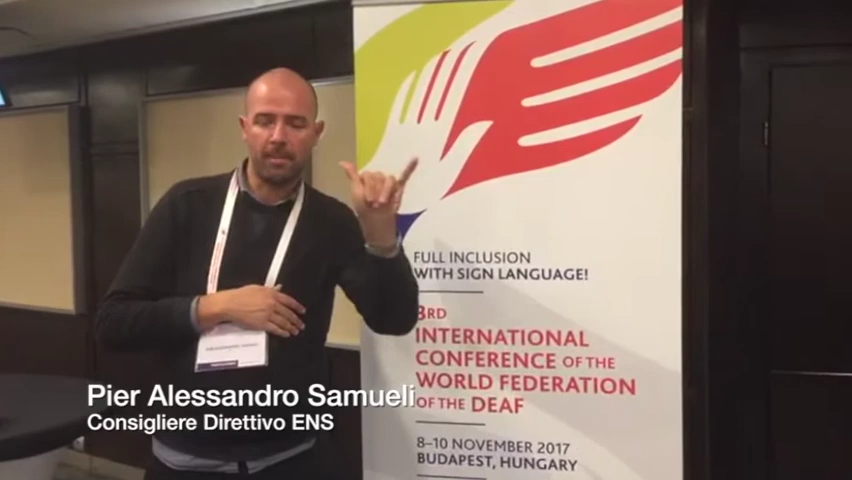 FULL INCLUSION
WITH SIGN LANGUAGE!
3RD
INTERNATIONAL
CONFERENCE OF THE
WORLD FEDERATION
OF THE DEAF
8–10 NOVEMBER 2017
BUDAPEST, HUNGARY
Pier Alessandro Samueli
Consigliere Direttivo ENS